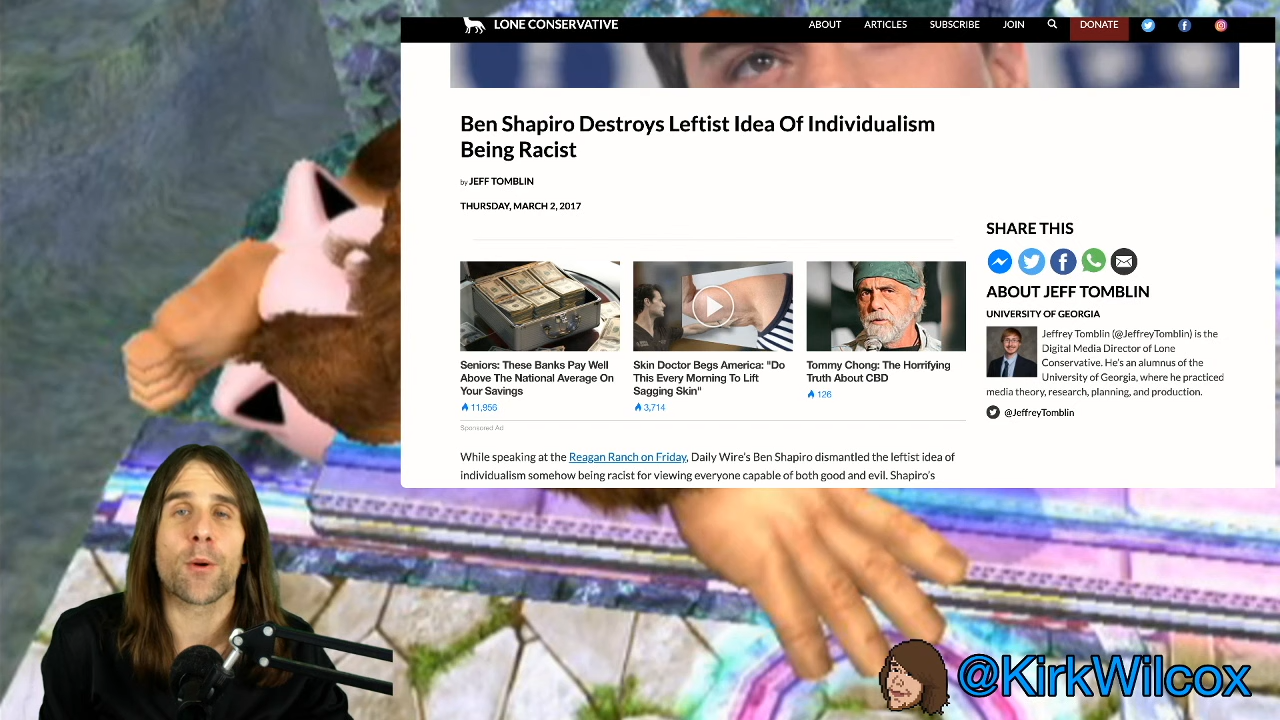 LONE CONSERVATIVE
ABOUT
ARTICLES
SUBSCRIBE
JOIN
DONATE
Ben Shapiro Destroys Leftist Idea Of Individualism
Being Racist
by JEFF TOMBLIN
THURSDAY, MARCH 2, 2017
Seniors: These Banks Pay Well
Above The National Average On
Your Savings
11,956
Skin Doctor Begs America: "Do
This Every Morning To Lift
Sagging Skin"
3,714
Tommy Chong: The Horrifying
Truth About CBD
126
Sponsored Ad
While speaking at the Reagan Ranch on Friday, Daily Wire's Ben Shapiro dismantled the leftist idea of
individualism somehow being racist for viewing everyone capable of both good and evil. Shapiro's
SHARE THIS
ABOUT JEFF TOMBLIN
UNIVERSITY OF GEORGIA
Jeffrey Tomblin (@JeffreyTomblin) is the
Digital Media Director of Lone
Conservative. He's an alumnus of the
University of Georgia, where he practiced
media theory, research, planning, and production.
@JeffreyTomblin
@KirkWilcox